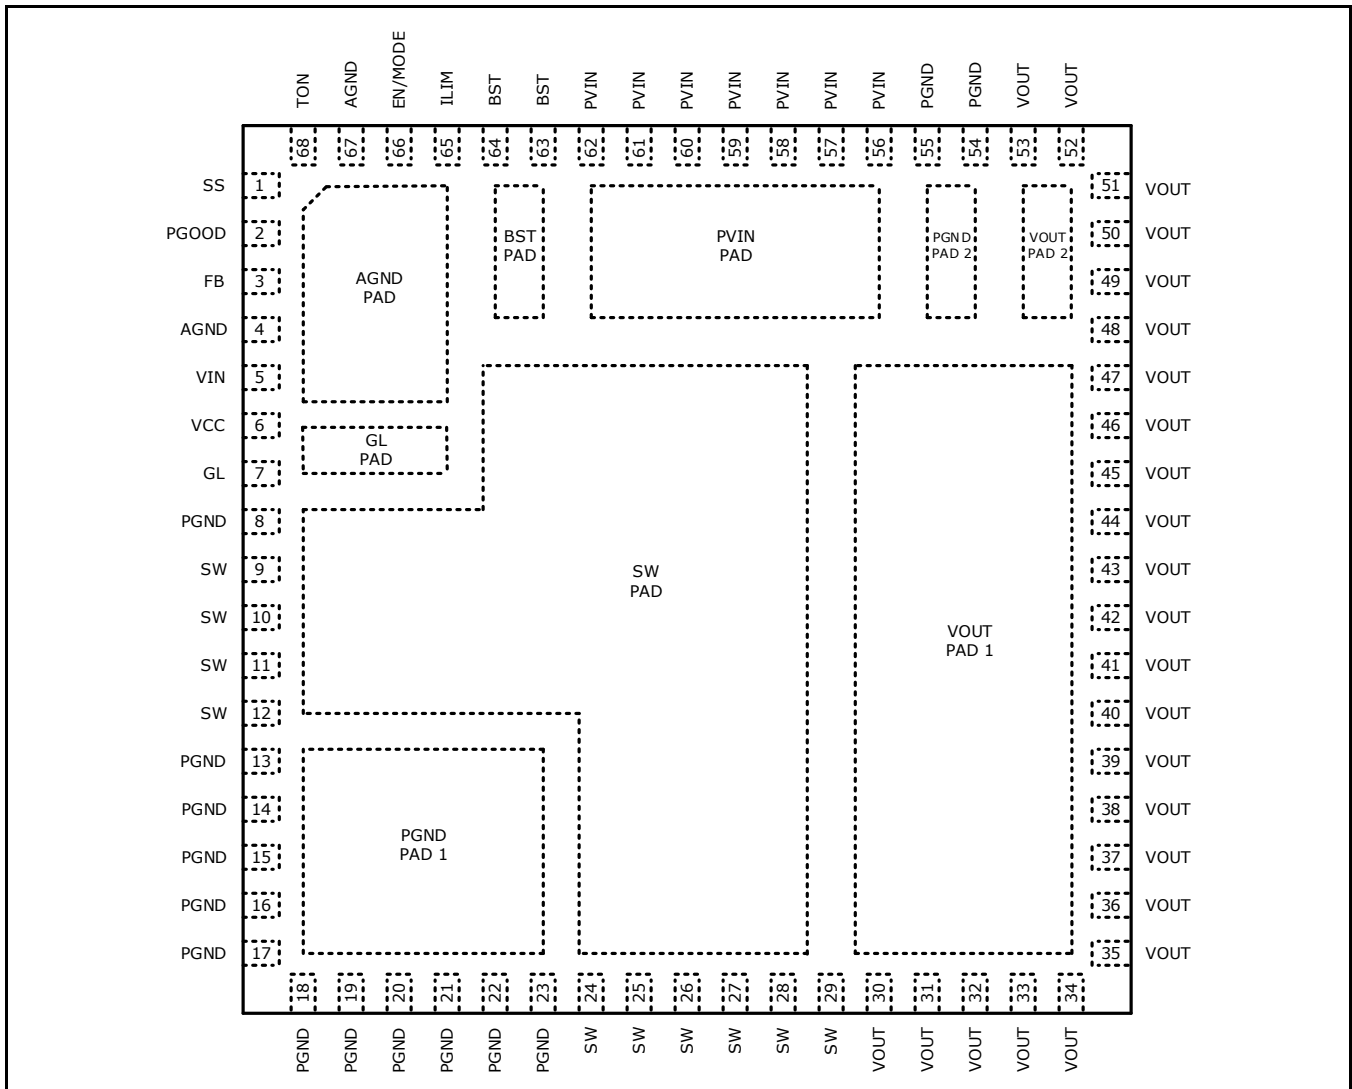 TON
AGND
EN/MODE
ILIM
BST
BST
PVIN
PVIN
PVIN
PVIN
PVIN
PVIN
PVIN
PGND
PGND
VOUT
VOUT
68
67
66
65
64
63
62
61
60
59
58
57
56
55
54
53
52
SS 1
51 VOUT
PGOOD 2
50 VOUT
FB 3
49 VOUT
AGND 4
48 VOUT
VIN 5
47 VOUT
VCC 6
46 VOUT
GL 7
45 VOUT
PGND 8
44 VOUT
SW 9
43 VOUT
SW 10
42 VOUT
SW 11
41 VOUT
SW 12
40 VOUT
PGND 13
39 VOUT
PGND 14
38 VOUT
PGND 15
37 VOUT
PGND 16
36 VOUT
PGND 17
35 VOUT
AGND
PAD
BST
PAD
PVIN
PAD
PGND
PAD 2
VOUT
PAD 2
GL
PAD
SW
PAD
VOUT
PAD 1
PGND
PAD 1
18
19
20
21
22
23
24
25
26
27
28
29
30
31
32
33
34
PGND
PGND
PGND
PGND
PGND
PGND
SW
SW
SW
SW
SW
SW
VOUT
VOUT
VOUT
VOUT
VOUT